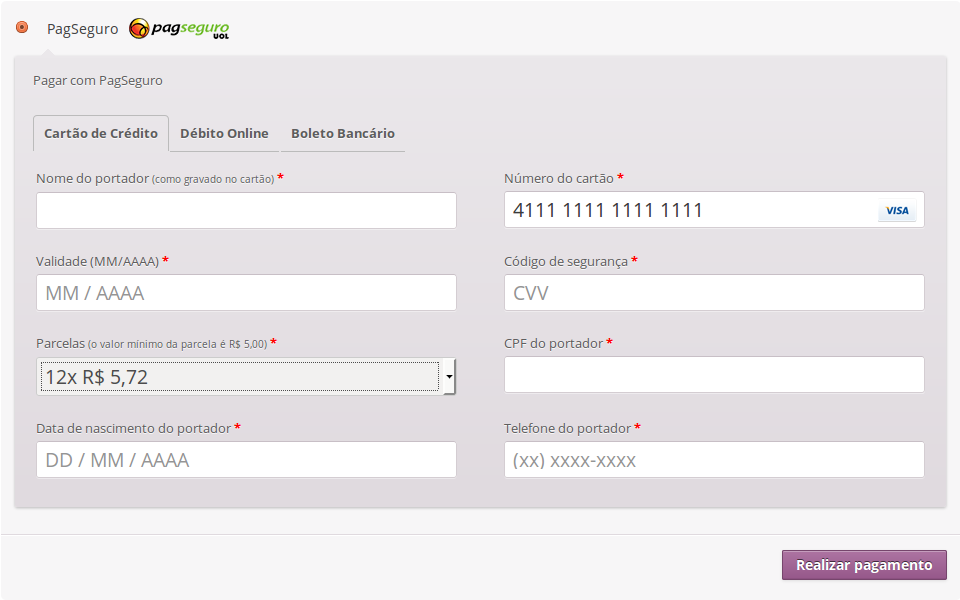 PagSeguro pagseguro UOL
Pagar com PagSeguro
Cartão de Crédito Débito Online Boleto Bancário
Nome do portador (como gravado no cartão) * Número do cartão *
4111 1111 1111 1111 VISA
Validade (MM/AAAA) * Código de segurança *
MM / AAAA CVV
Parcelas (o valor mínimo da parcela é R$ 5,00) * CPF do portador *
12x R$ 5,72
Data de nascimento do portador * Telefone do portador *
DD / MM / AAAA (xx) xxxx-xxxx
Realizar pagamento